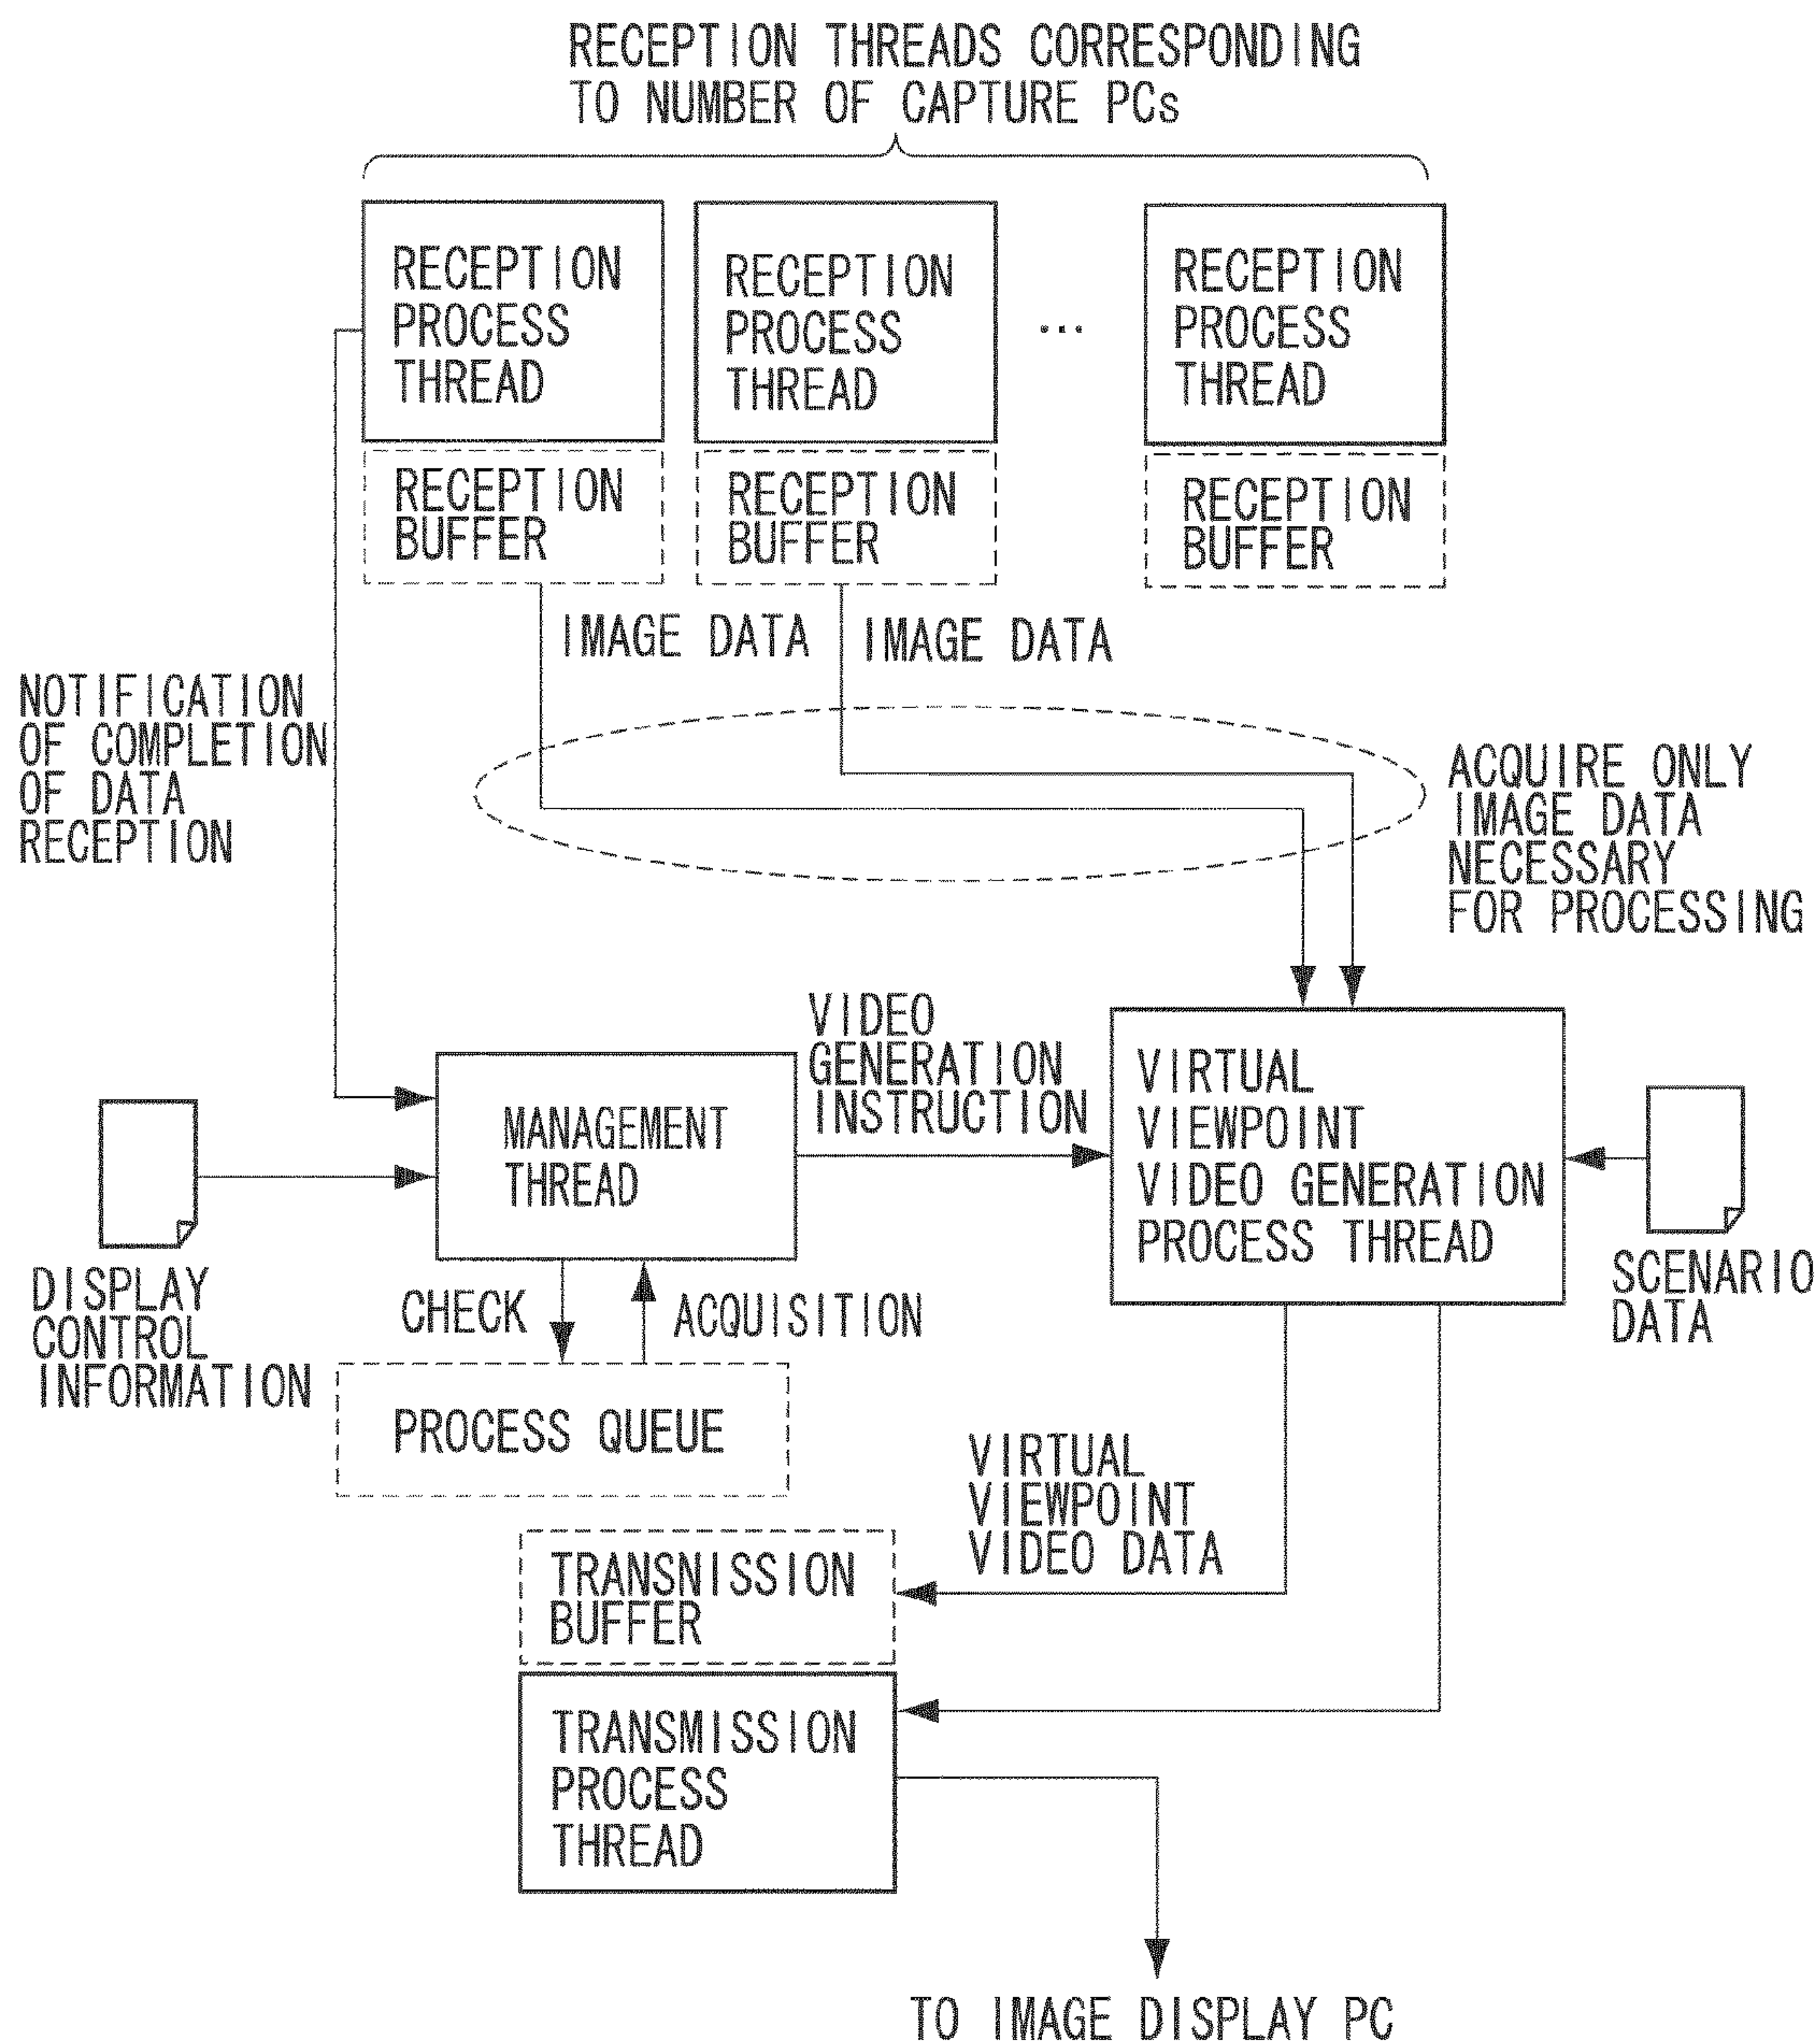 RECEPTION THREADS CORRESPONDING
TO NUMBER OF CAPTURE PCs
RECEPTION
PROCESS
THREAD
RECEPTION
PROCESS
THREAD
...
RECEPTION
PROCESS
THREAD
RECEPTION
BUFFER
RECEPTION
BUFFER
RECEPTION
BUFFER
IMAGE DATA
IMAGE DATA
NOTIFICATION
OF COMPLETION
OF DATA
RECEPTION
ACQUIRE ONLY
IMAGE DATA
NECESSARY
FOR PROCESSING
VIDEO
GENERATION
INSTRUCTION
MANAGEMENT
THREAD
VIRTUAL
VIEWPOINT
VIDEO GENERATION
PROCESS THREAD
DISPLAY
CONTROL
INFORMATION
SCENARIO
DATA
CHECK
ACQUISITION
PROCESS QUEUE
VIRTUAL
VIEWPOINT
VIDEO DATA
TRANSNISSION
BUFFER
TRANSMISSION
PROCESS
THREAD
TO IMAGE DISPLAY PC